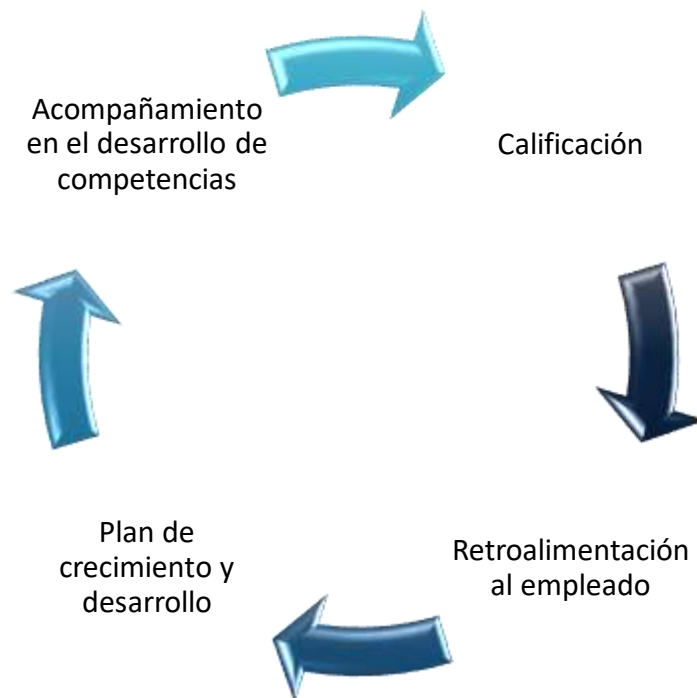 Acompañamiento
en el desarrollo de
competencias
Calificación
Retroalimentación
al empleado
Plan de
crecimiento y
desarrollo